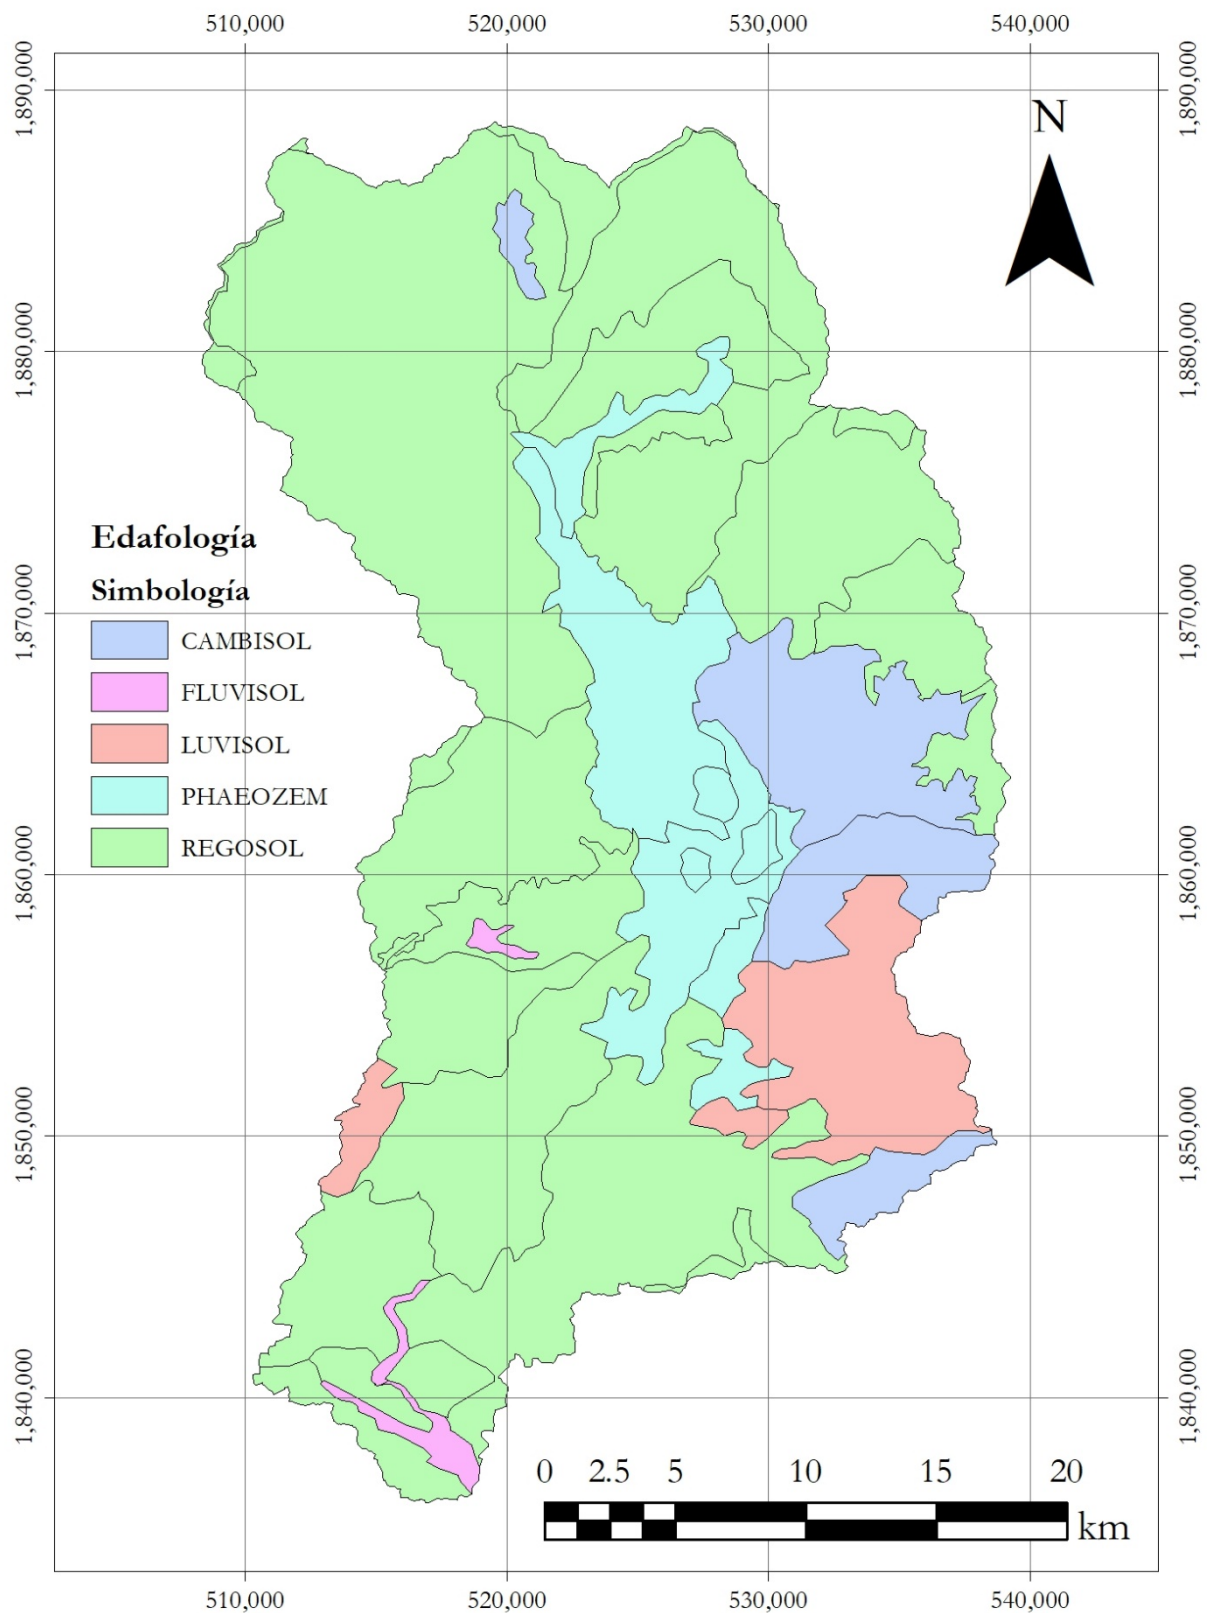 510,000 520,000 530,000 540,000
1,890,000 1,890,000
N
1,880,000 1,880,000
Edafología
Simbología
1,870,000 1,870,000
CAMBISOL
FLUVISOL
LUVISOL
PHAEOZEM
REGOSOL
1,860,000 1,860,000
1,850,000 1,850,000
1,840,000 1,840,000
0 2.5 5 10 15 20
km
510,000 520,000 530,000 540,000